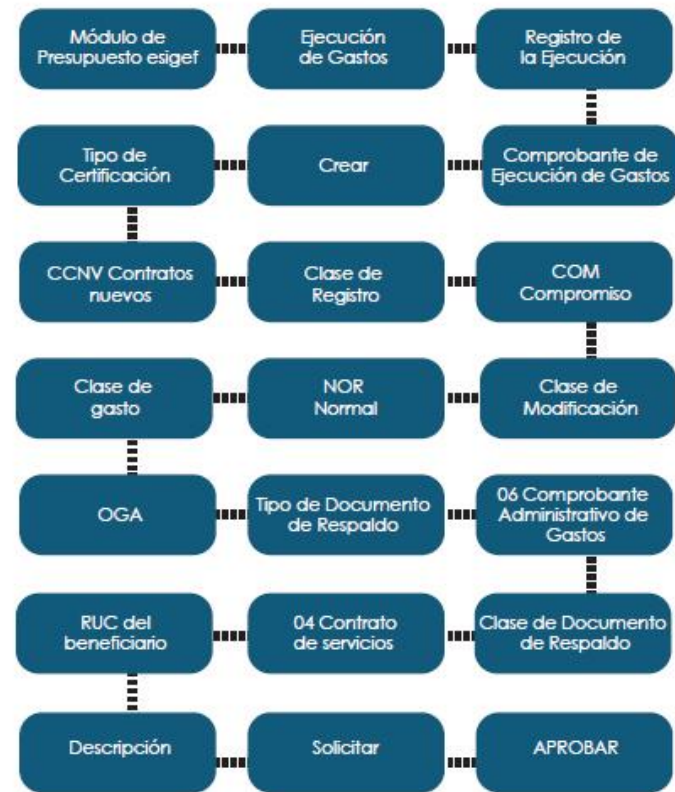 Módulo de
Presupuesto esigef
Ejecución
de Gastos
Registro de
la Ejecución
Tipo de
Certificación
Crear
Comprobante de
Ejecución de Gastos
CCNV Contratos
nuevos
Clase de
Registro
COM
Compromiso
Clase de
gasto
NOR
Normal
Clase de
Modificación
OGA
Tipo de Documento
de Respaldo
06 Comprobante
Administrativo de
Gastos
RUC del
beneficiario
04 Contrato
de servicios
Clase de Documento
de Respaldo
Descripción
Solicitar
APROBAR